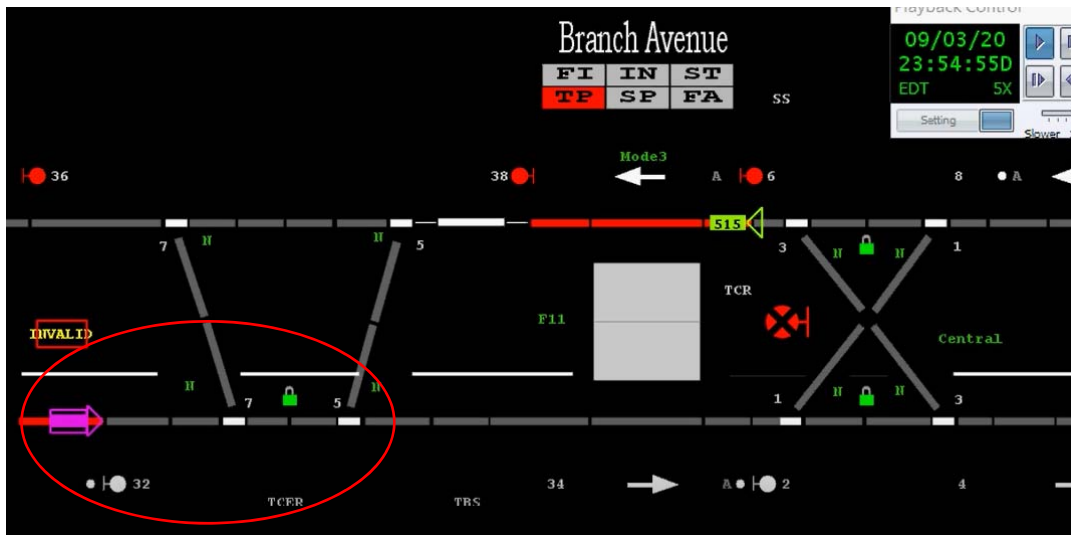 Playback Control
Branch Avenue
09/03/20
23:54:55D
EDT 5X
FI IN ST
TP SP FA
SS
Setting
Slower
Mode3
36
38
A 6
8 A
515
7 N
N 5
3 N
N 1
TCR
INVALID
F11
Central
N
7 5 N
1 N
N 3
32
34
A 2
4
TCER
TBS